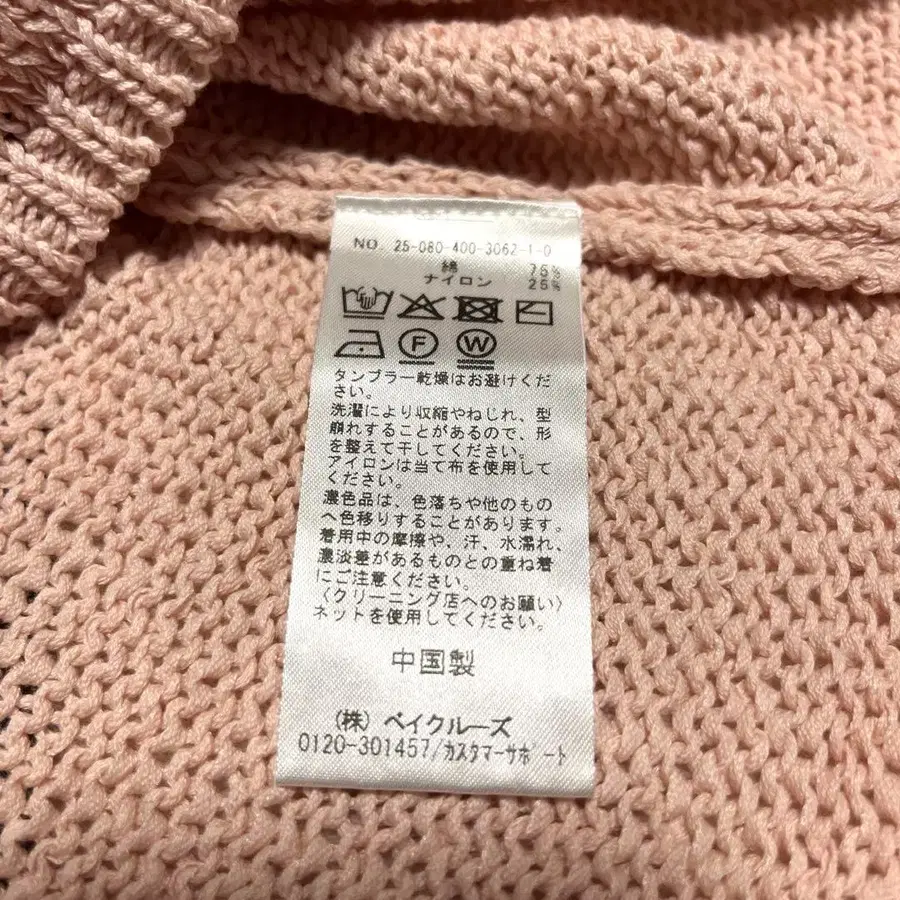 NO. 25-080-400-3062-1-0
綿 75%
ナイロン 25%
F W
タンブラー乾燥はお避けくだ
さい。
洗濯により収縮やねじれ、型
崩れすることがあるので、形
を整えて干してください。
アイロンは当て布を使用して
ください。
濃色品は、色落ちや他のもの
へ色移りすることがあります。
着用中の摩擦や、汗、水濡れ、
濃淡差があるものとの重ね着
にご注意ください。
〈クリーニング店へのお願い〉
ネットを使用してください。
中国製
(株) ベイクルーズ
0120-301457/カスタマーサポート